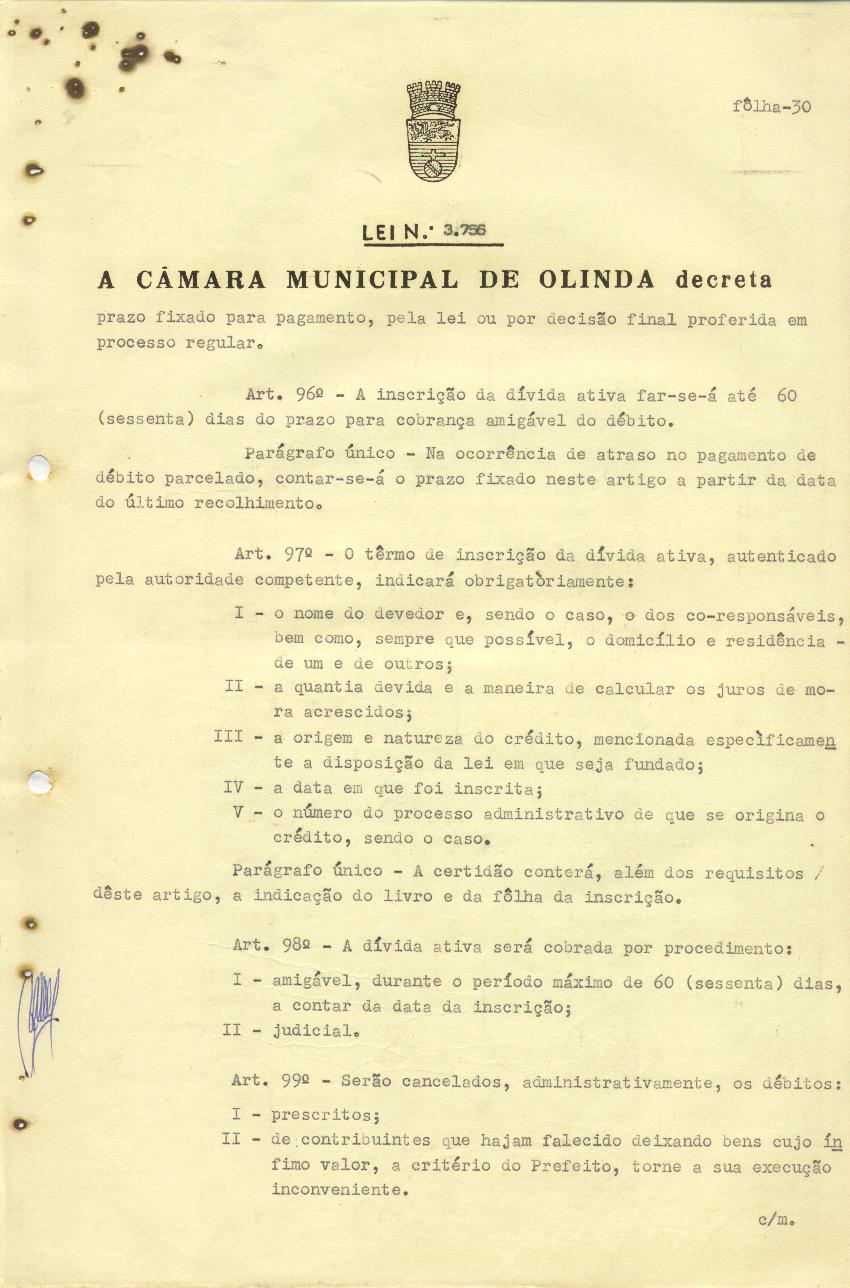 fôlha-30
LEI N.º 3.756
A CÂMARA MUNICIPAL DE OLINDA decreta
prazo fixado para pagamento, pela lei ou por decisão final proferida em
processo regular.
Art. 96º - A inscrição da dívida ativa far-se-á até 60
(sessenta) dias do prazo para cobrança amigável do débito.
Parágrafo único - Na ocorrência de atraso no pagamento de
débito parcelado, contar-se-á o prazo fixado neste artigo a partir da data
do último recolhimento.
Art. 97º - O têrmo de inscrição da dívida ativa, autenticado
pela autoridade competente, indicará obrigatòriamente:
I - o nome do devedor e, sendo o caso, o dos co-responsáveis,
bem como, sempre que possível, o domicílio e residência -
de um e de outros;
II - a quantia devida e a maneira de calcular os juros de mo-
ra acrescidos;
III - a origem e natureza do crédito, mencionada especìficamen
te a disposição da lei em que seja fundado;
IV - a data em que foi inscrita;
V - o número do processo administrativo de que se origina o
crédito, sendo o caso.
Parágrafo único - A certidão conterá, além dos requisitos /
dêste artigo, a indicação do livro e da fôlha da inscrição.
Art. 98º - A dívida ativa será cobrada por procedimento:
I - amigável, durante o período máximo de 60 (sessenta) dias,
a contar da data da inscrição;
II - judicial.
Art. 99º - Serão cancelados, administrativamente, os débitos:
I - prescritos;
II - de contribuintes que hajam falecido deixando bens cujo ín
fimo valor, a critério do Prefeito, torne a sua execução
inconveniente.
c/m.